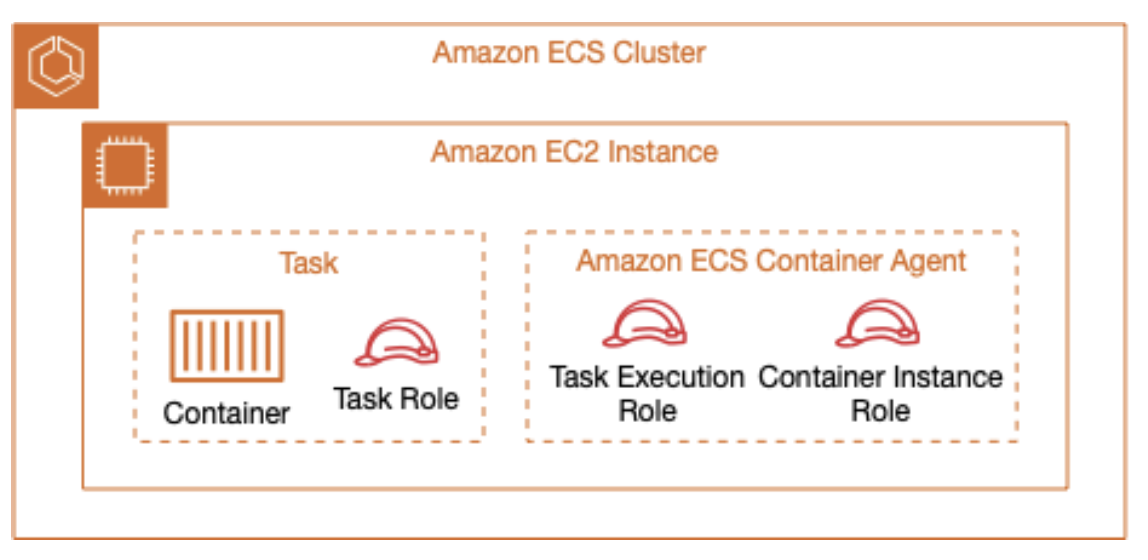 Amazon ECS Cluster
Amazon EC2 Instance
Task
Container
Task Role
Amazon ECS Container Agent
Task Execution
Role
Container Instance
Role